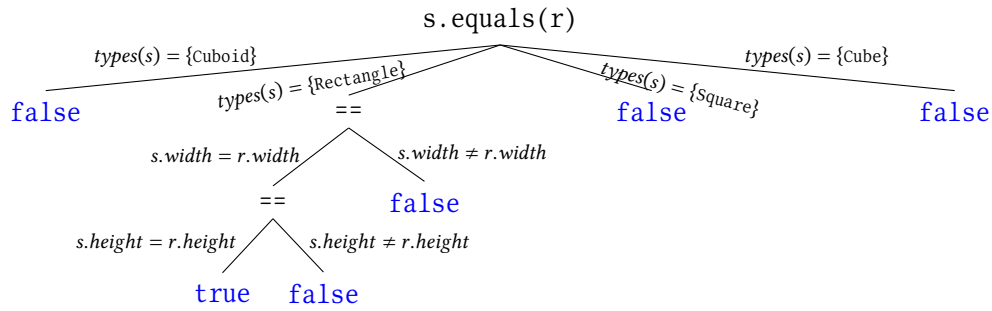 s.equals(r)
types(s) = {Cuboid}
types(s) = {Rectangle}
types(s) = {Square}
types(s) = {Cube}
false
==
false
false
s.width = r.width
s.width ≠ r.width
==
false
s.height = r.height
s.height ≠ r.height
true
false